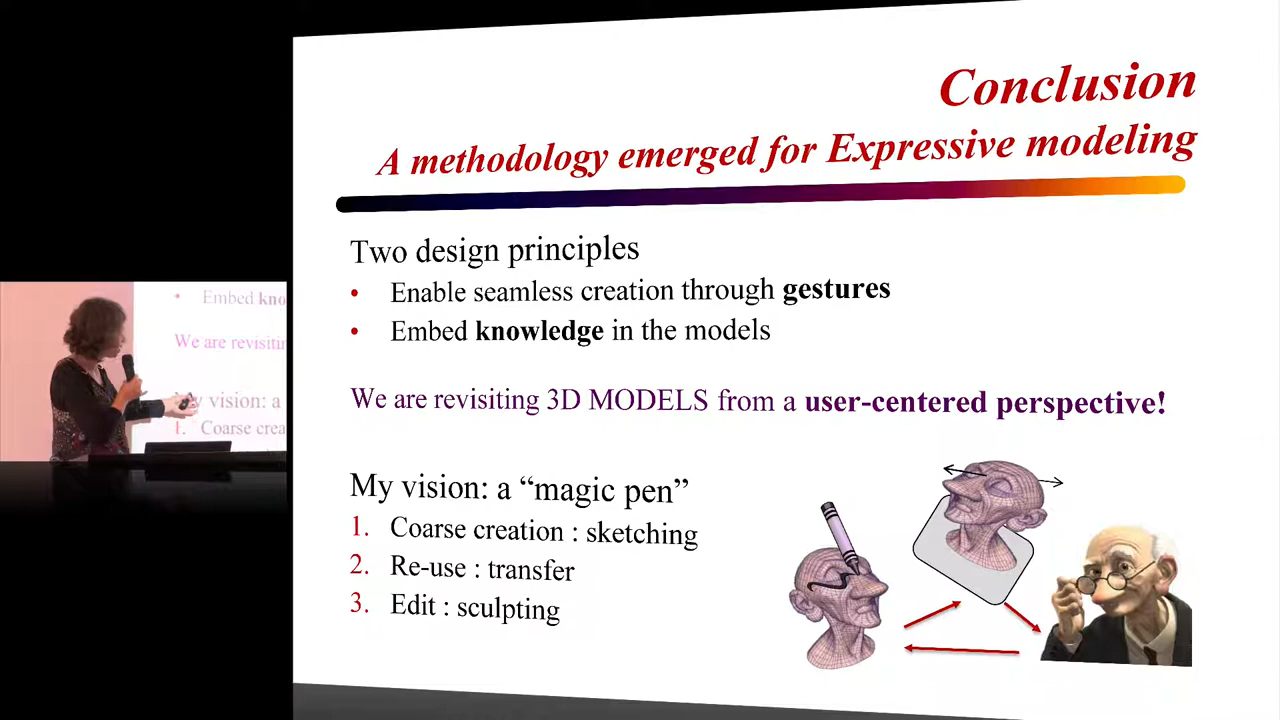 Conclusion
A methodology emerged for Expressive modeling
Two design principles
• Enable seamless creation through gestures
• Embed knowledge in the models
We are revisiting 3D MODELS from a user-centered perspective!
My vision: a “magic pen”
1. Coarse creation : sketching
2. Re-use : transfer
3. Edit : sculpting
• Embed kno
We are revisitin
y vision: a
1. Coarse crea